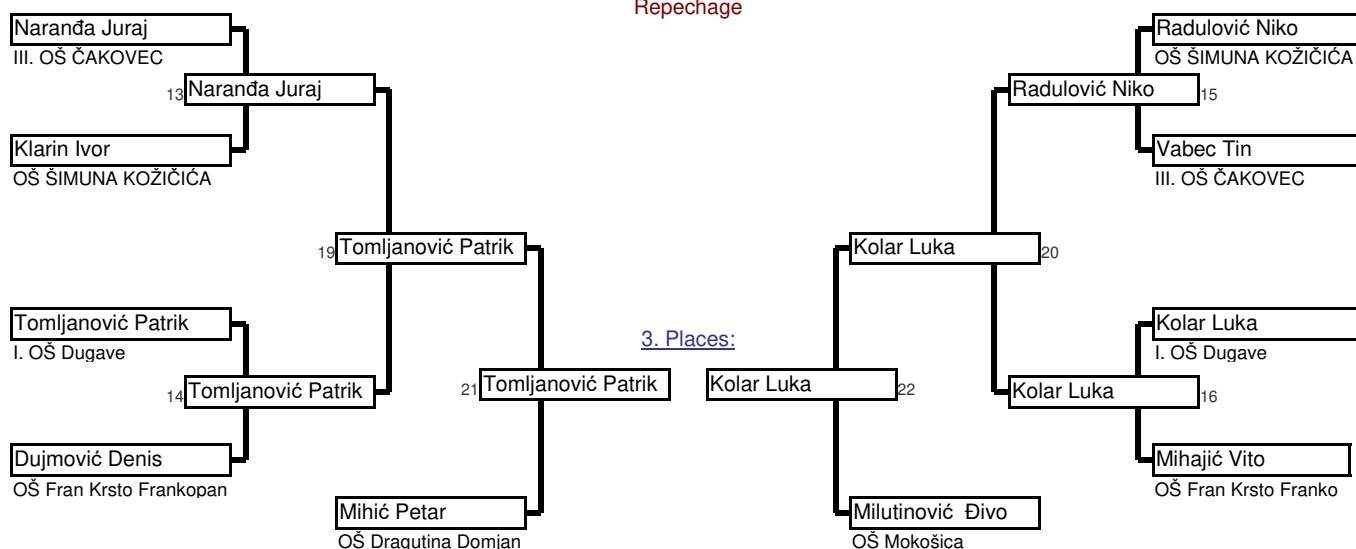 Repechage
Naranđa Juraj
III. OŠ ČAKOVEC
13 Naranđa Juraj
Klarin Ivor
OŠ ŠIMUNA KOŽIČIĆA
19 Tomljanović Patrik
Tomljanović Patrik
I. OŠ Dugave
14 Tomljanović Patrik
Dujmović Denis
OŠ Fran Krsto Frankopan
21 Tomljanović Patrik
Mihić Petar
OŠ Dragutina Domjan
3. Places:
Radulović Niko
OŠ ŠIMUNA KOŽIČIĆA
Radulović Niko 15
Vabec Tin
III. OŠ ČAKOVEC
Kolar Luka 20
Kolar Luka
I. OŠ Dugave
Kolar Luka 22
Kolar Luka 16
Mihajić Vito
OŠ Fran Krsto Franko
Milutinović Đivo
OŠ Mokošica